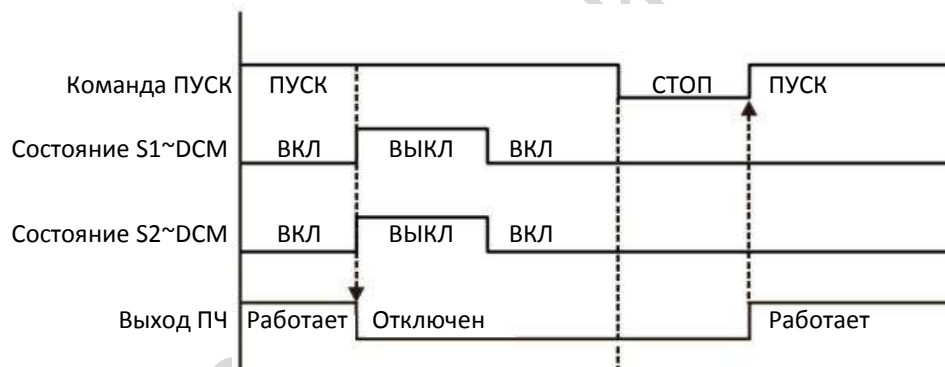 Команда ПУСК ПУСК СТОП ПУСК
Состояние S1~DCM ВКЛ ВЫКЛ ВКЛ
Состояние S2~DCM ВКЛ ВЫКЛ ВКЛ
Выход ПЧ Работает Отключен Работает